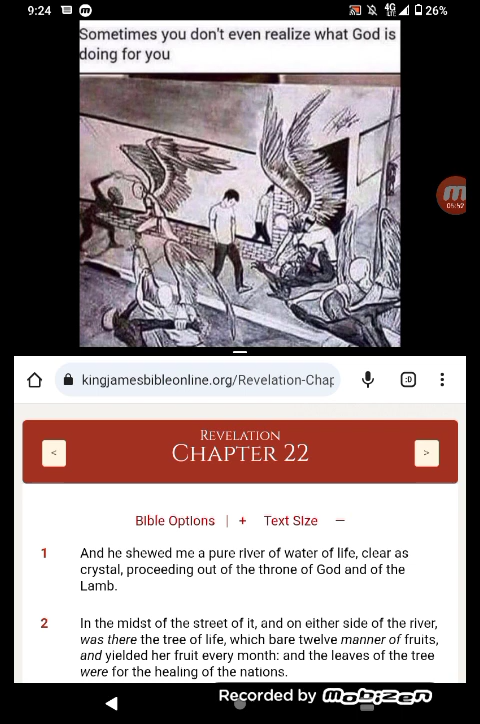 9:24
4G
LTE
26%
Sometimes you don't even realize what God is
doing for you
05:52
kingjamesbibleonline.org/Revelation-Chap
:D
REVELATION
CHAPTER 22
<
>
Bible Options | + Text Size −
1 And he shewed me a pure river of water of life, clear as
crystal, proceeding out of the throne of God and of the
Lamb.
2 In the midst of the street of it, and on either side of the river,
was there the tree of life, which bare twelve manner of fruits,
and yielded her fruit every month: and the leaves of the tree
were for the healing of the nations.
Recorded by mobizen